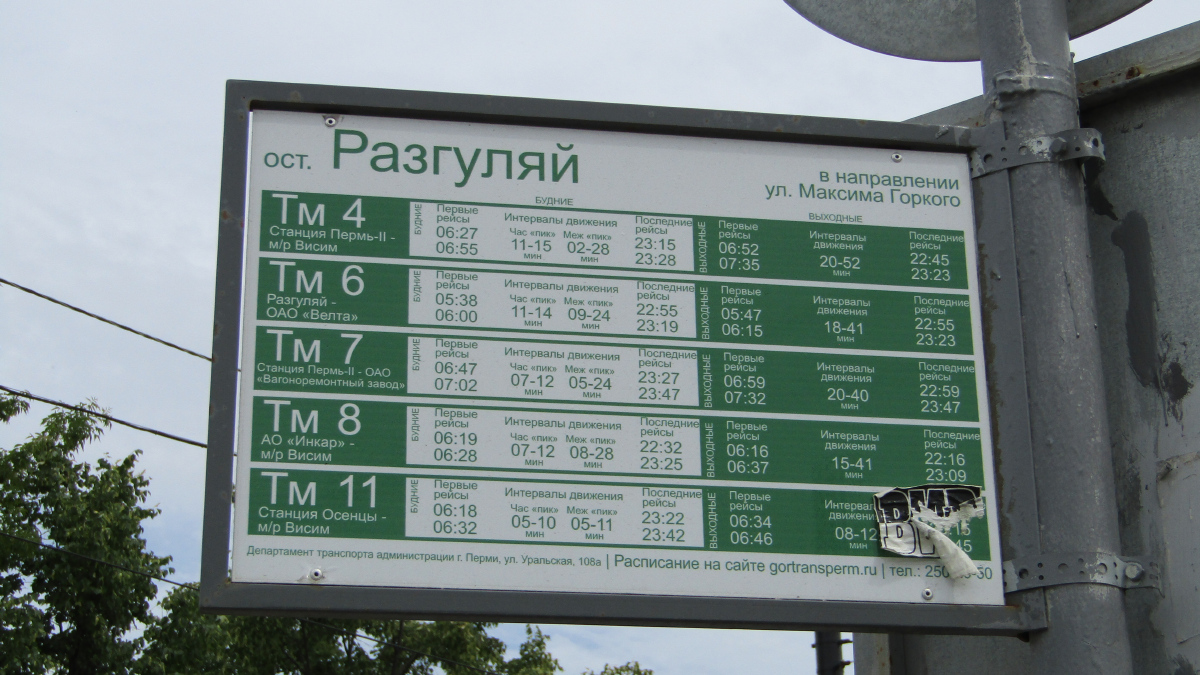 ост. Разгуляй
в направлении
ул. Максима Горкого
БУДНИЕ
ВЫХОДНЫЕ
Тм 4
Станция Пермь-II -
м/р Висим
БУДНИЕ
Первые
рейсы
06:27
06:55
Интервалы движения
Час «пик» Меж «пик»
11-15 02-28
мин мин
Последние
рейсы
23:15
23:28
ВЫХОДНЫЕ
Первые
рейсы
06:52
07:35
Интервалы
движения
20-52
мин
Последние
рейсы
22:45
23:23
Тм 6
Разгуляй -
ОАО «Велта»
БУДНИЕ
Первые
рейсы
05:38
06:00
Интервалы движения
Час «пик» Меж «пик»
11-14 09-24
мин мин
Последние
рейсы
22:55
23:19
ВЫХОДНЫЕ
Первые
рейсы
05:47
06:15
Интервалы
движения
18-41
мин
Последние
рейсы
22:55
23:23
Тм 7
Станция Пермь-II - ОАО
«Вагоноремонтный завод»
БУДНИЕ
Первые
рейсы
06:47
07:02
Интервалы движения
Час «пик» Меж «пик»
07-12 05-24
мин мин
Последние
рейсы
23:27
23:47
ВЫХОДНЫЕ
Первые
рейсы
06:59
07:32
Интервалы
движения
20-40
мин
Последние
рейсы
22:59
23:47
Тм 8
АО «Инкар» -
м/р Висим
БУДНИЕ
Первые
рейсы
06:19
06:28
Интервалы движения
Час «пик» Меж «пик»
07-12 08-28
мин мин
Последние
рейсы
22:32
23:25
ВЫХОДНЫЕ
Первые
рейсы
06:16
06:37
Интервалы
движения
15-41
мин
Последние
рейсы
22:16
23:09
Тм 11
Станция Осенцы -
м/р Висим
БУДНИЕ
Первые
рейсы
06:18
06:32
Интервалы движения
Час «пик» Меж «пик»
05-10 05-11
мин мин
Последние
рейсы
23:22
23:42
ВЫХОДНЫЕ
Первые
рейсы
06:34
06:46
08-12
мин
Департамент транспорта администрации г. Перми, ул. Уральская, 108а | Расписание на сайте gortransperm.ru | тел.: